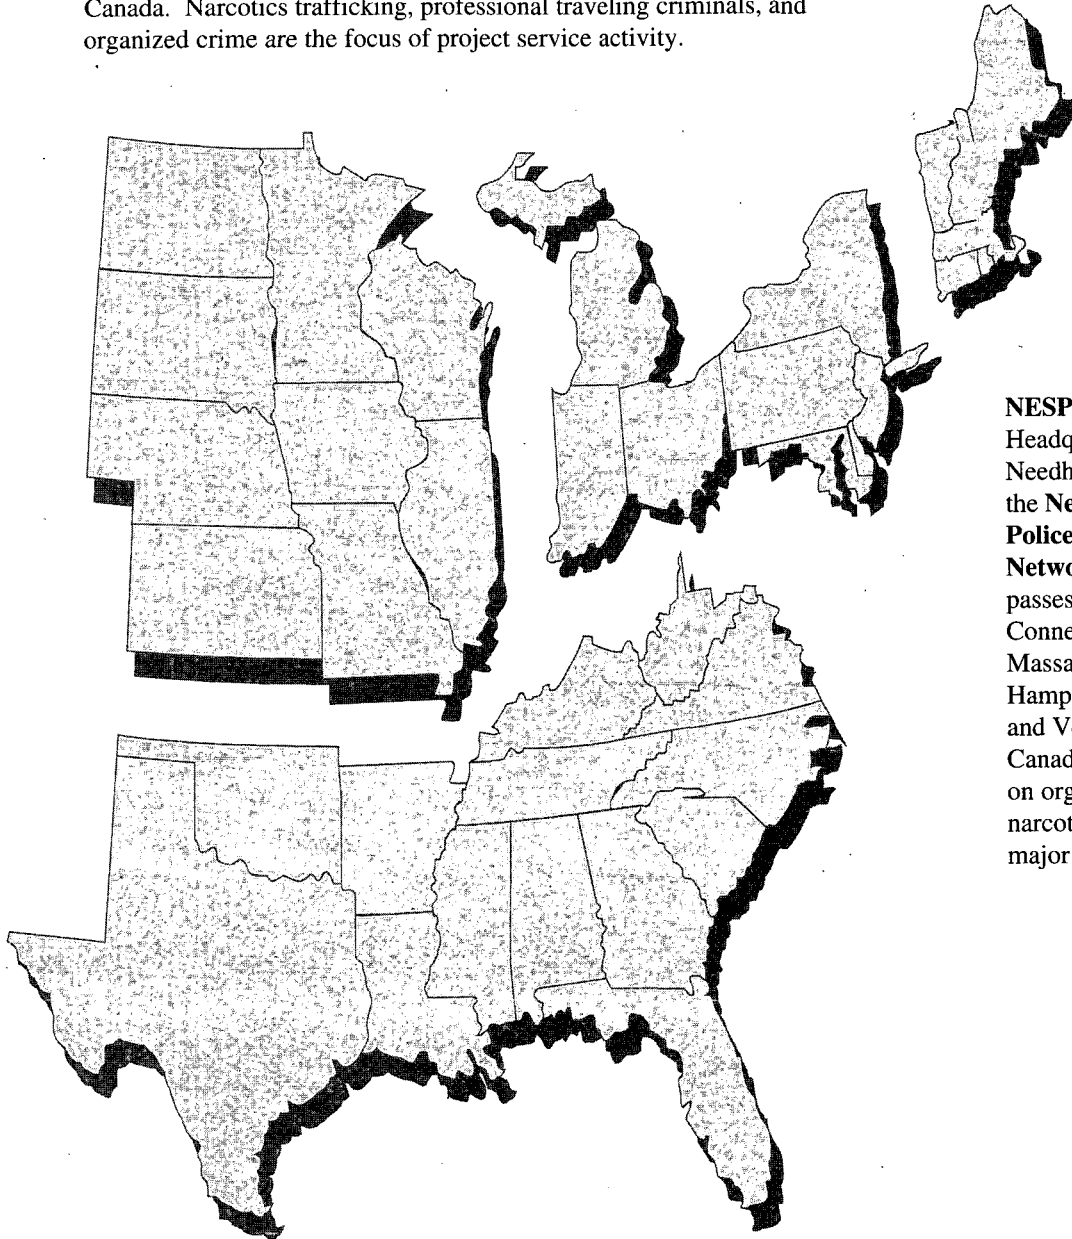 Canada. Narcotics trafficking, professional traveling criminals, and
organized crime are the focus of project service activity.
NESP
Headq
Needh
the Ne
Police
Netwo
passes
Conne
Massa
Hamp
and V
Canad
on org
narcot
major